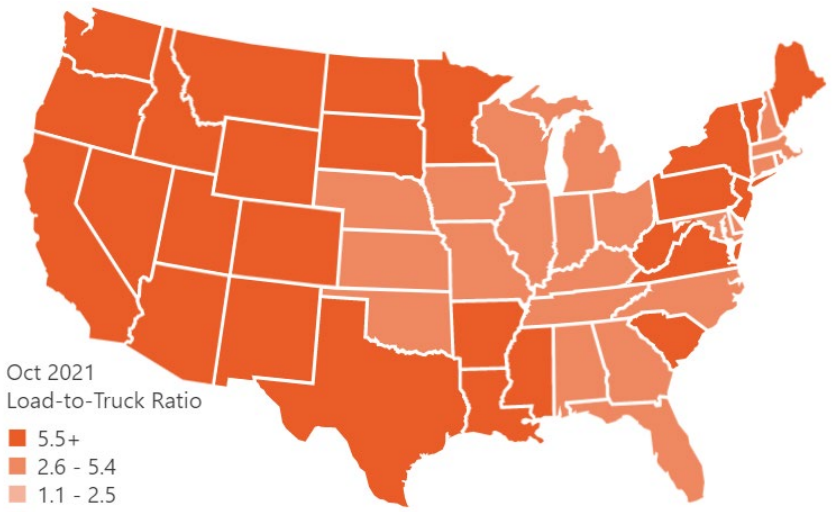 Oct 2021
Load-to-Truck Ratio
5.5+
2.6 - 5.4
1.1 - 2.5